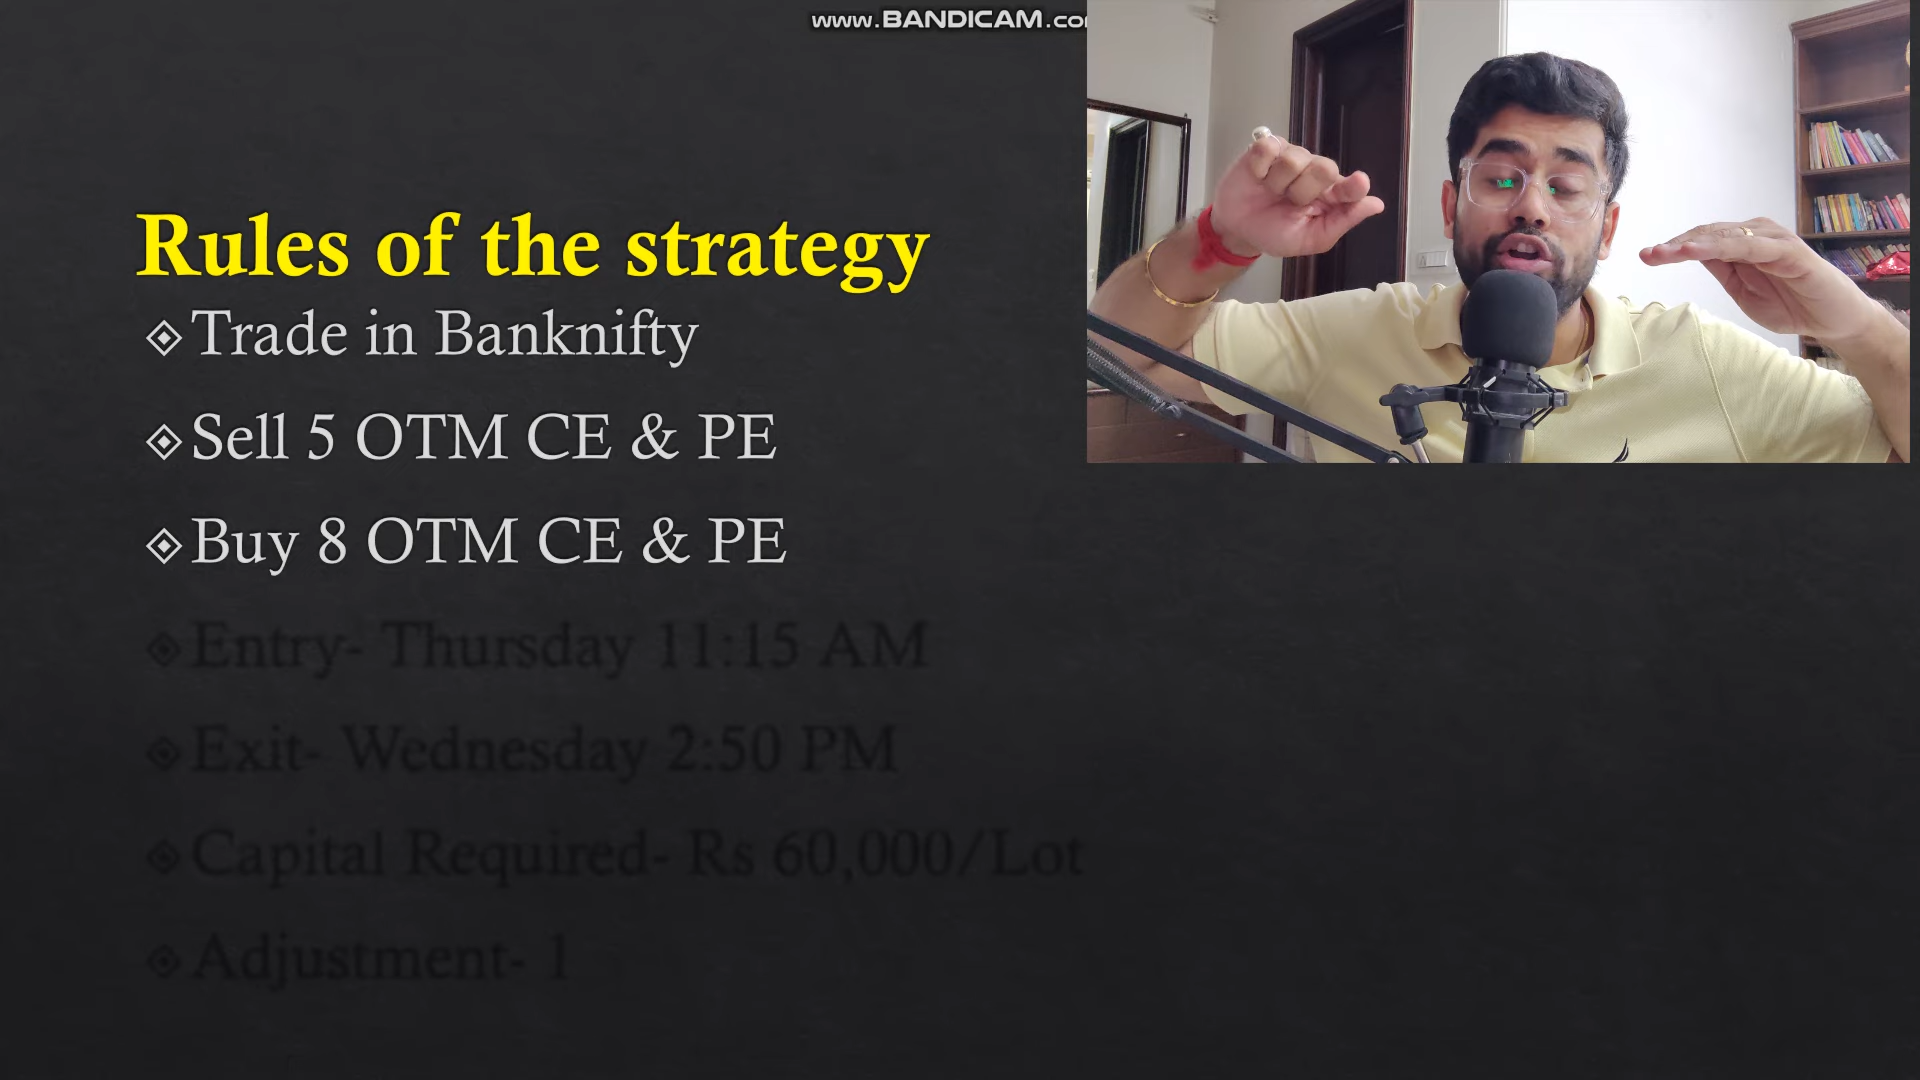 www.BANDICAM.co
Rules of the strategy
Trade in Banknifty
Sell 5 OTM CE & PE
Buy 8 OTM CE & PE
Entry- Thursday 11:15 AM
Exit- Wednesday 2:50 PM
Capital Required- Rs 60,000/Lot
Adjustment- 1